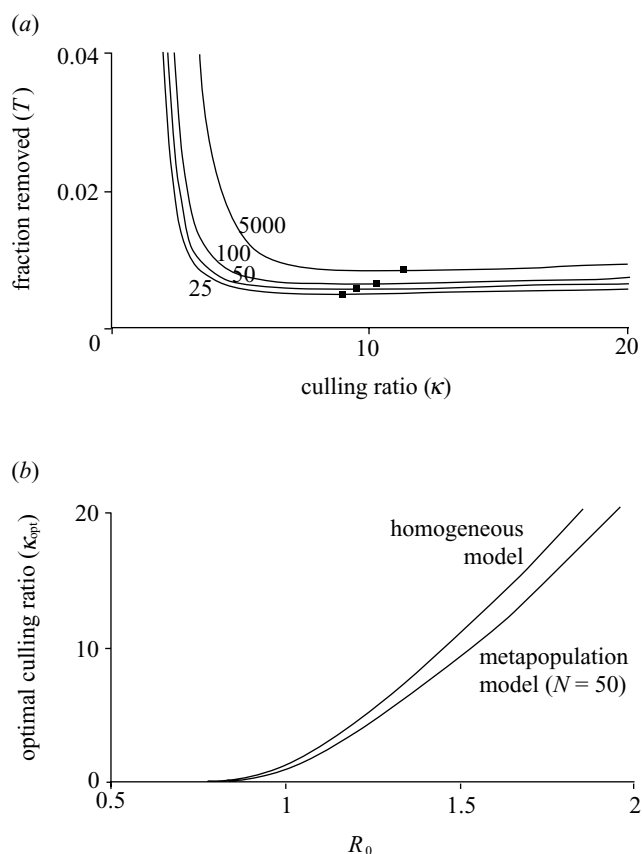 (a)
0.04
0.02
0
fraction removed (T)
5000
100
50
25
10
20
culling ratio (κ)
(b)
20
10
0
optimal culling ratio (κopt)
homogeneous
model
metapopulation
model (N = 50)
0.5
1
1.5
2
R0